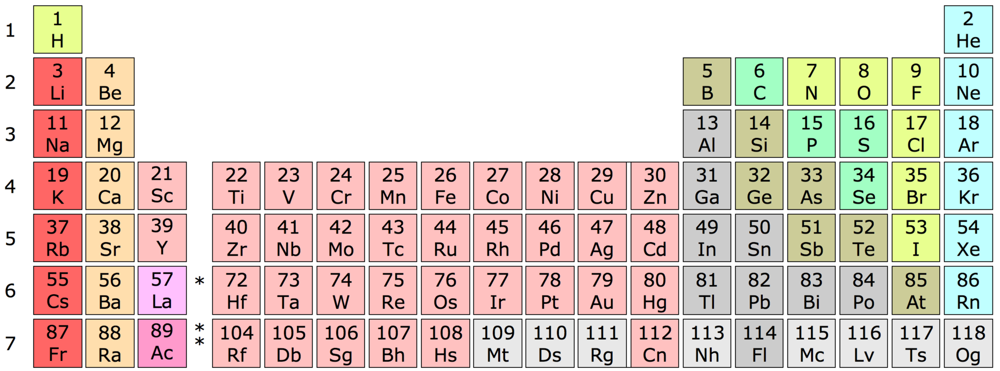 1 2
1 H He
3 4 5 6 7 8 9 10
2 Li Be B C N O F Ne
11 12 13 14 15 16 17 18
3 Na Mg Al Si P S Cl Ar
19 20 21 22 23 24 25 26 27 28 29 30 31 32 33 34 35 36
4 K Ca Sc Ti V Cr Mn Fe Co Ni Cu Zn Ga Ge As Se Br Kr
37 38 39 40 41 42 43 44 45 46 47 48 49 50 51 52 53 54
5 Rb Sr Y Zr Nb Mo Tc Ru Rh Pd Ag Cd In Sn Sb Te I Xe
55 56 57 * 72 73 74 75 76 77 78 79 80 81 82 83 84 85 86
6 Cs Ba La Hf Ta W Re Os Ir Pt Au Hg Tl Pb Bi Po At Rn
87 88 89 * * 104 105 106 107 108 109 110 111 112 113 114 115 116 117 118
7 Fr Ra Ac Rf Db Sg Bh Hs Mt Ds Rg Cn Nh Fl Mc Lv Ts Og